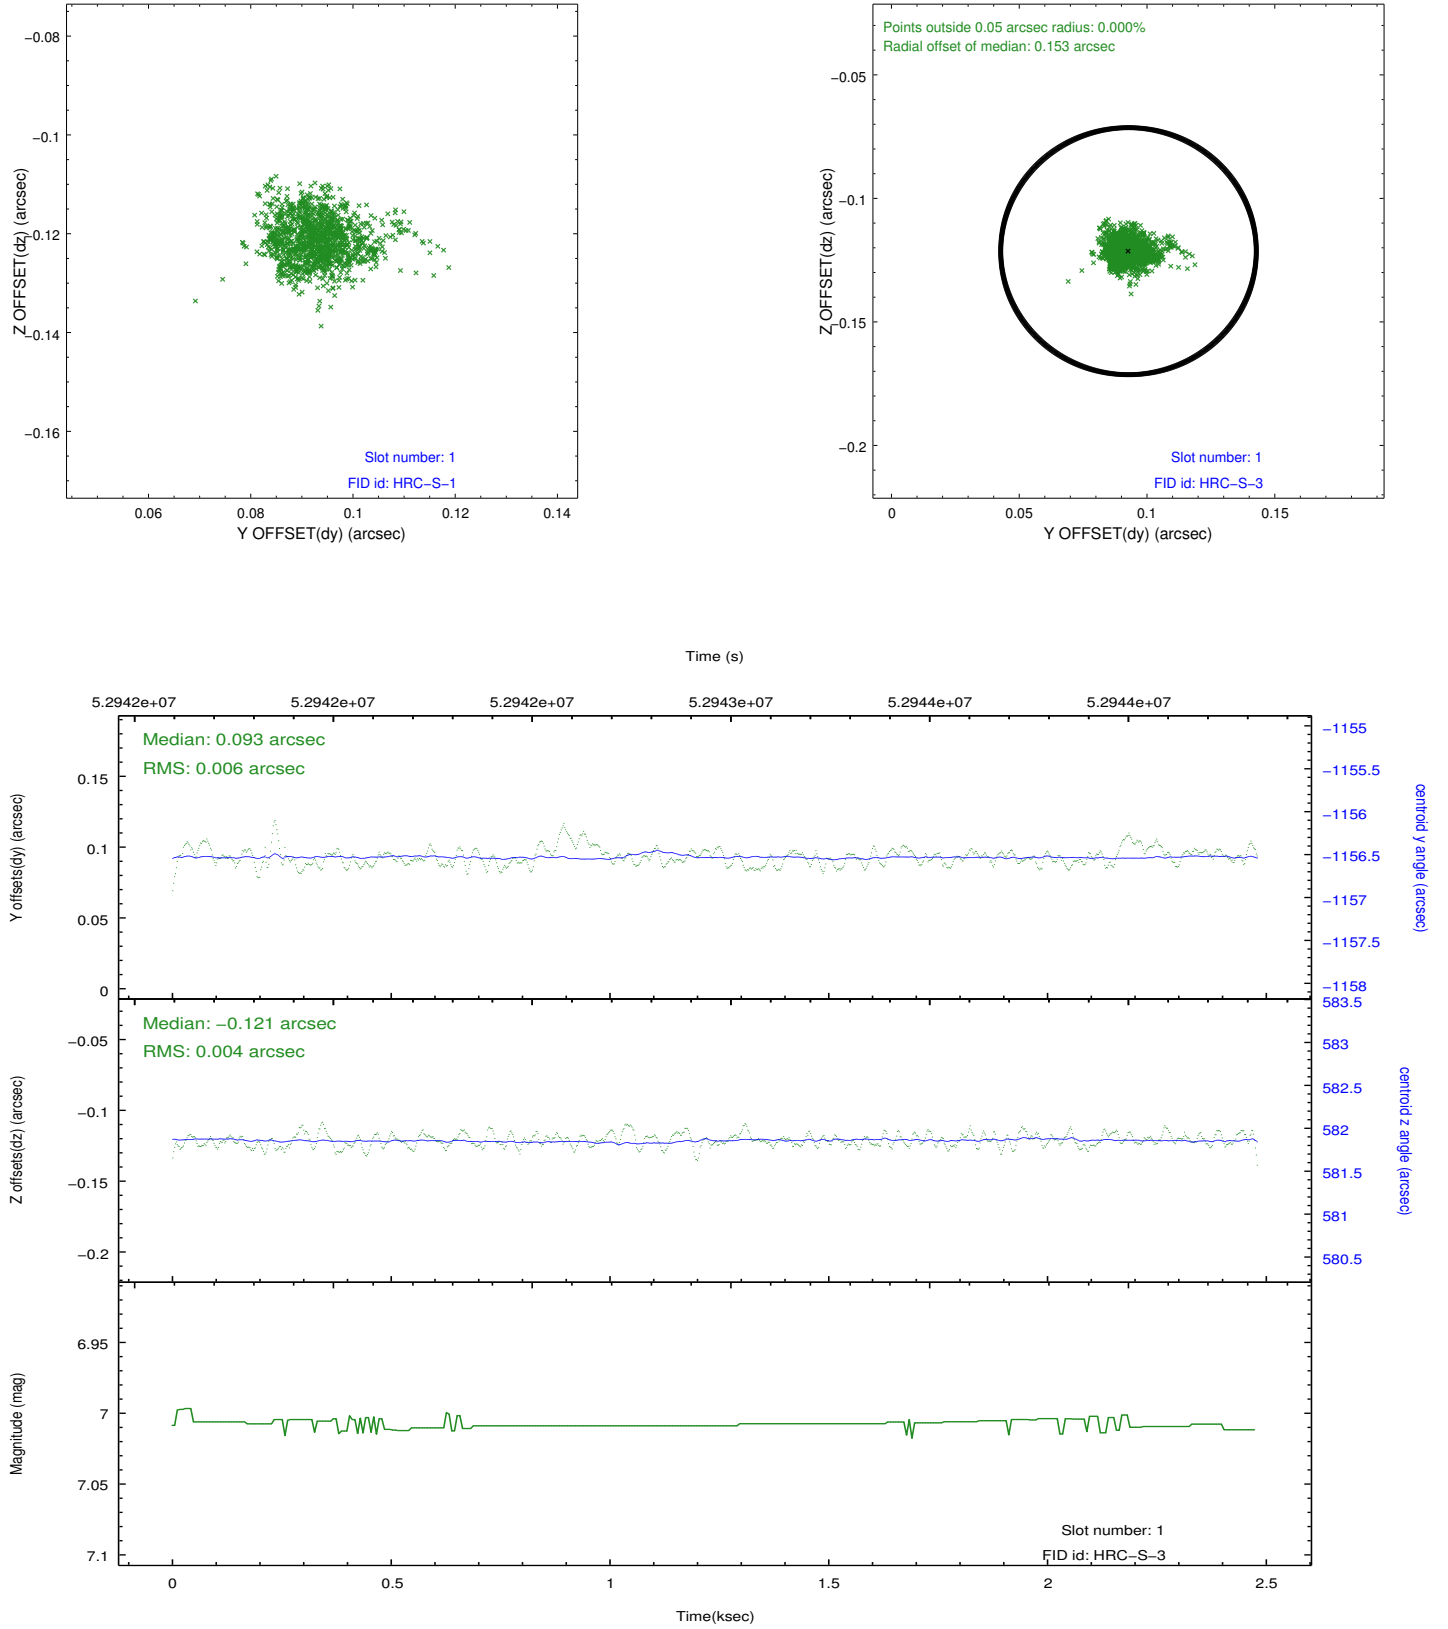 −0.08
−0.1
−0.12
−0.14
−0.16
Z OFFSET(dz) (arcsec)
Slot number: 1
FID id: HRC−S−1
0.06
0.08
0.1
0.12
0.14
Y OFFSET(dy) (arcsec)
Points outside 0.05 arcsec radius: 0.000%
Radial offset of median: 0.153 arcsec
−0.05
−0.1
−0.15
−0.2
Z OFFSET(dz) (arcsec)
Slot number: 1
FID id: HRC−S−3
0
0.05
0.1
0.15
Y OFFSET(dy) (arcsec)
Time (s)
5.2942e+07
5.2942e+07
5.2942e+07
5.2943e+07
5.2944e+07
5.2944e+07
Median: 0.093 arcsec
RMS: 0.006 arcsec
0.15
0.1
0.05
0
Y offsets(dy) (arcsec)
−1155
−1155.5
−1156
−1156.5
−1157
−1157.5
−1158
centroid y angle (arcsec)
Median: −0.121 arcsec
RMS: 0.004 arcsec
−0.05
−0.1
−0.15
−0.2
Z offsets(dz) (arcsec)
583.5
583
582.5
582
581.5
581
580.5
centroid z angle (arcsec)
6.95
7
7.05
7.1
Magnitude (mag)
Slot number: 1
FID id: HRC−S−3
0
0.5
1
1.5
2
2.5
Time(ksec)